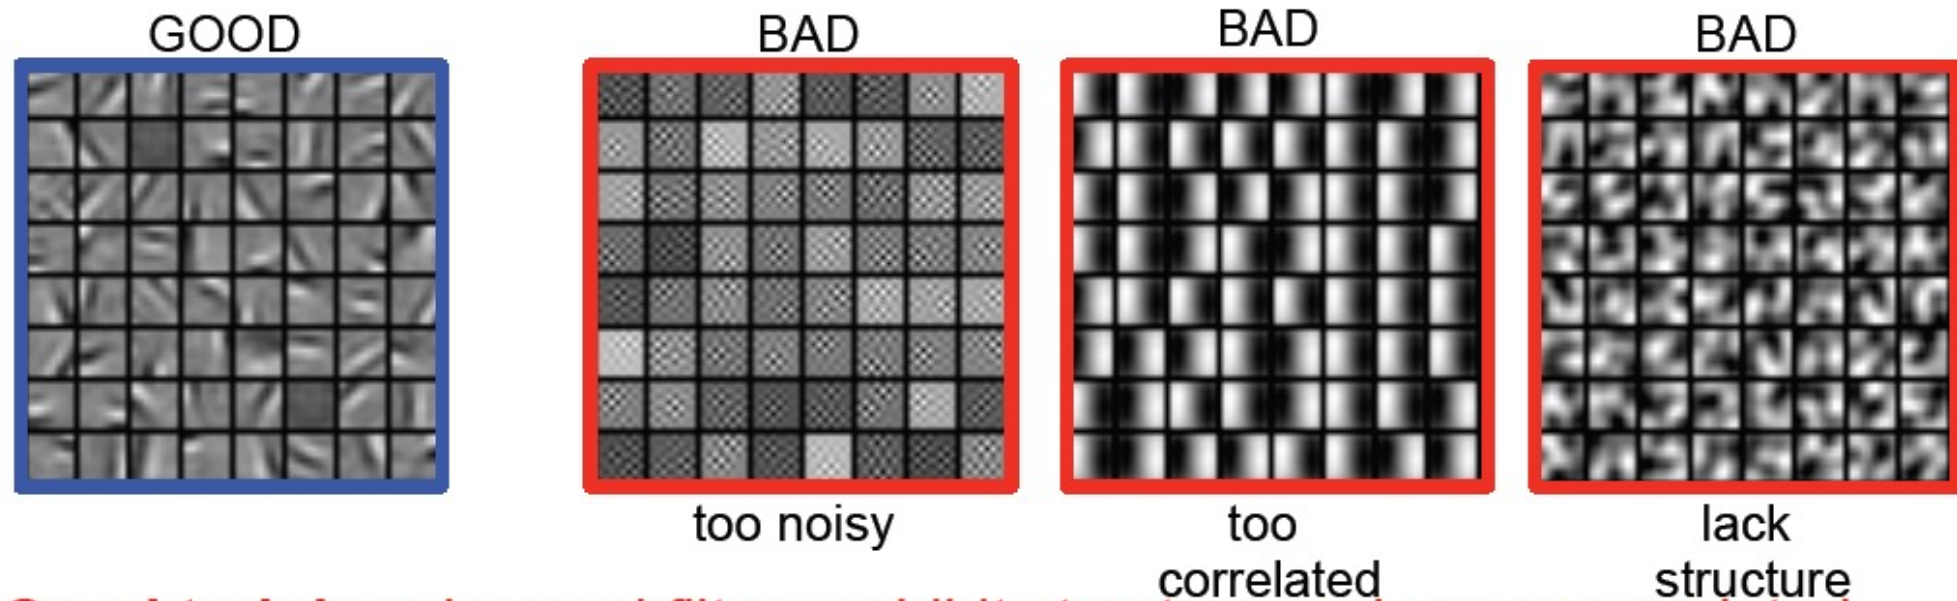 GOOD
BAD
BAD
BAD
too noisy
too
correlated
lack
structure